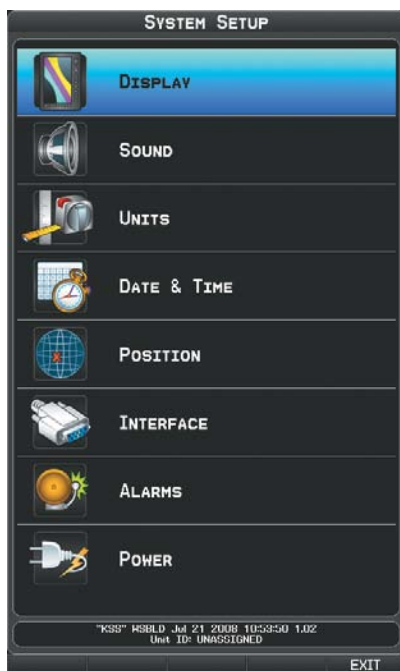 System Setup
Display
Sound
Units
Date & Time
Position
Interface
Alarms
Power
"KSS" WSBLD Jul 21 2008 10:53:50 1.02
Unit ID: UNASSIGNED
EXIT